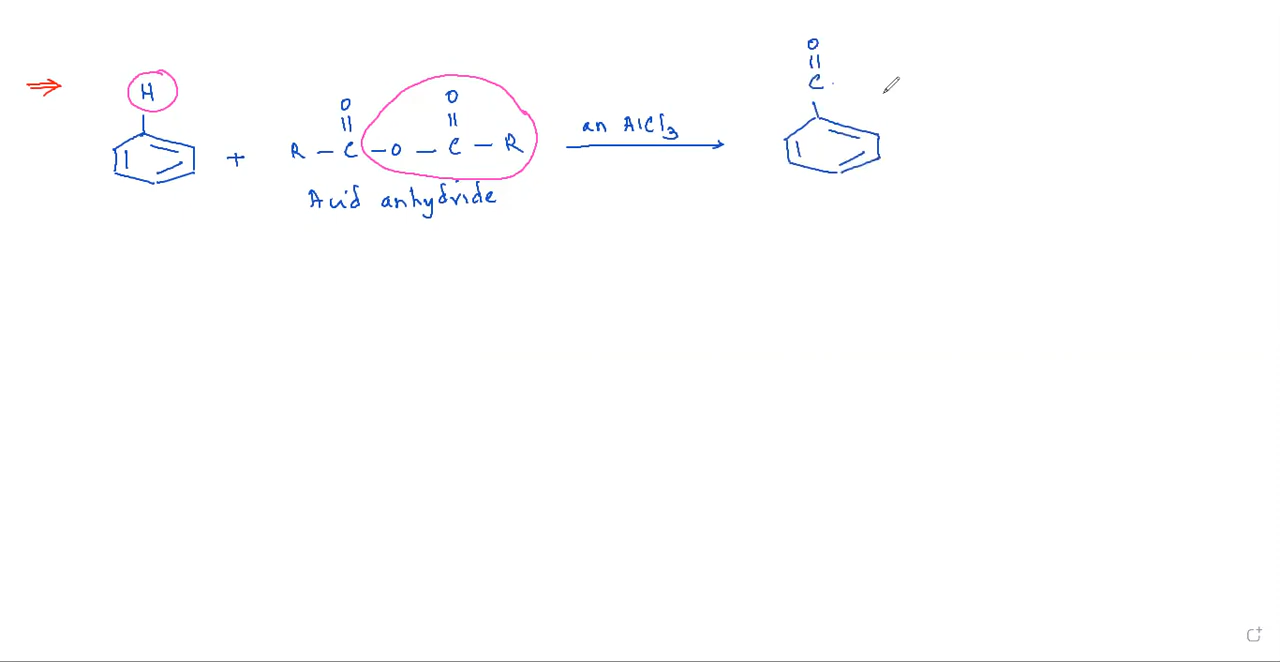 ⇒ H + R — C — O — C — R an AlCl3 → C
O O O
Acid anhydride